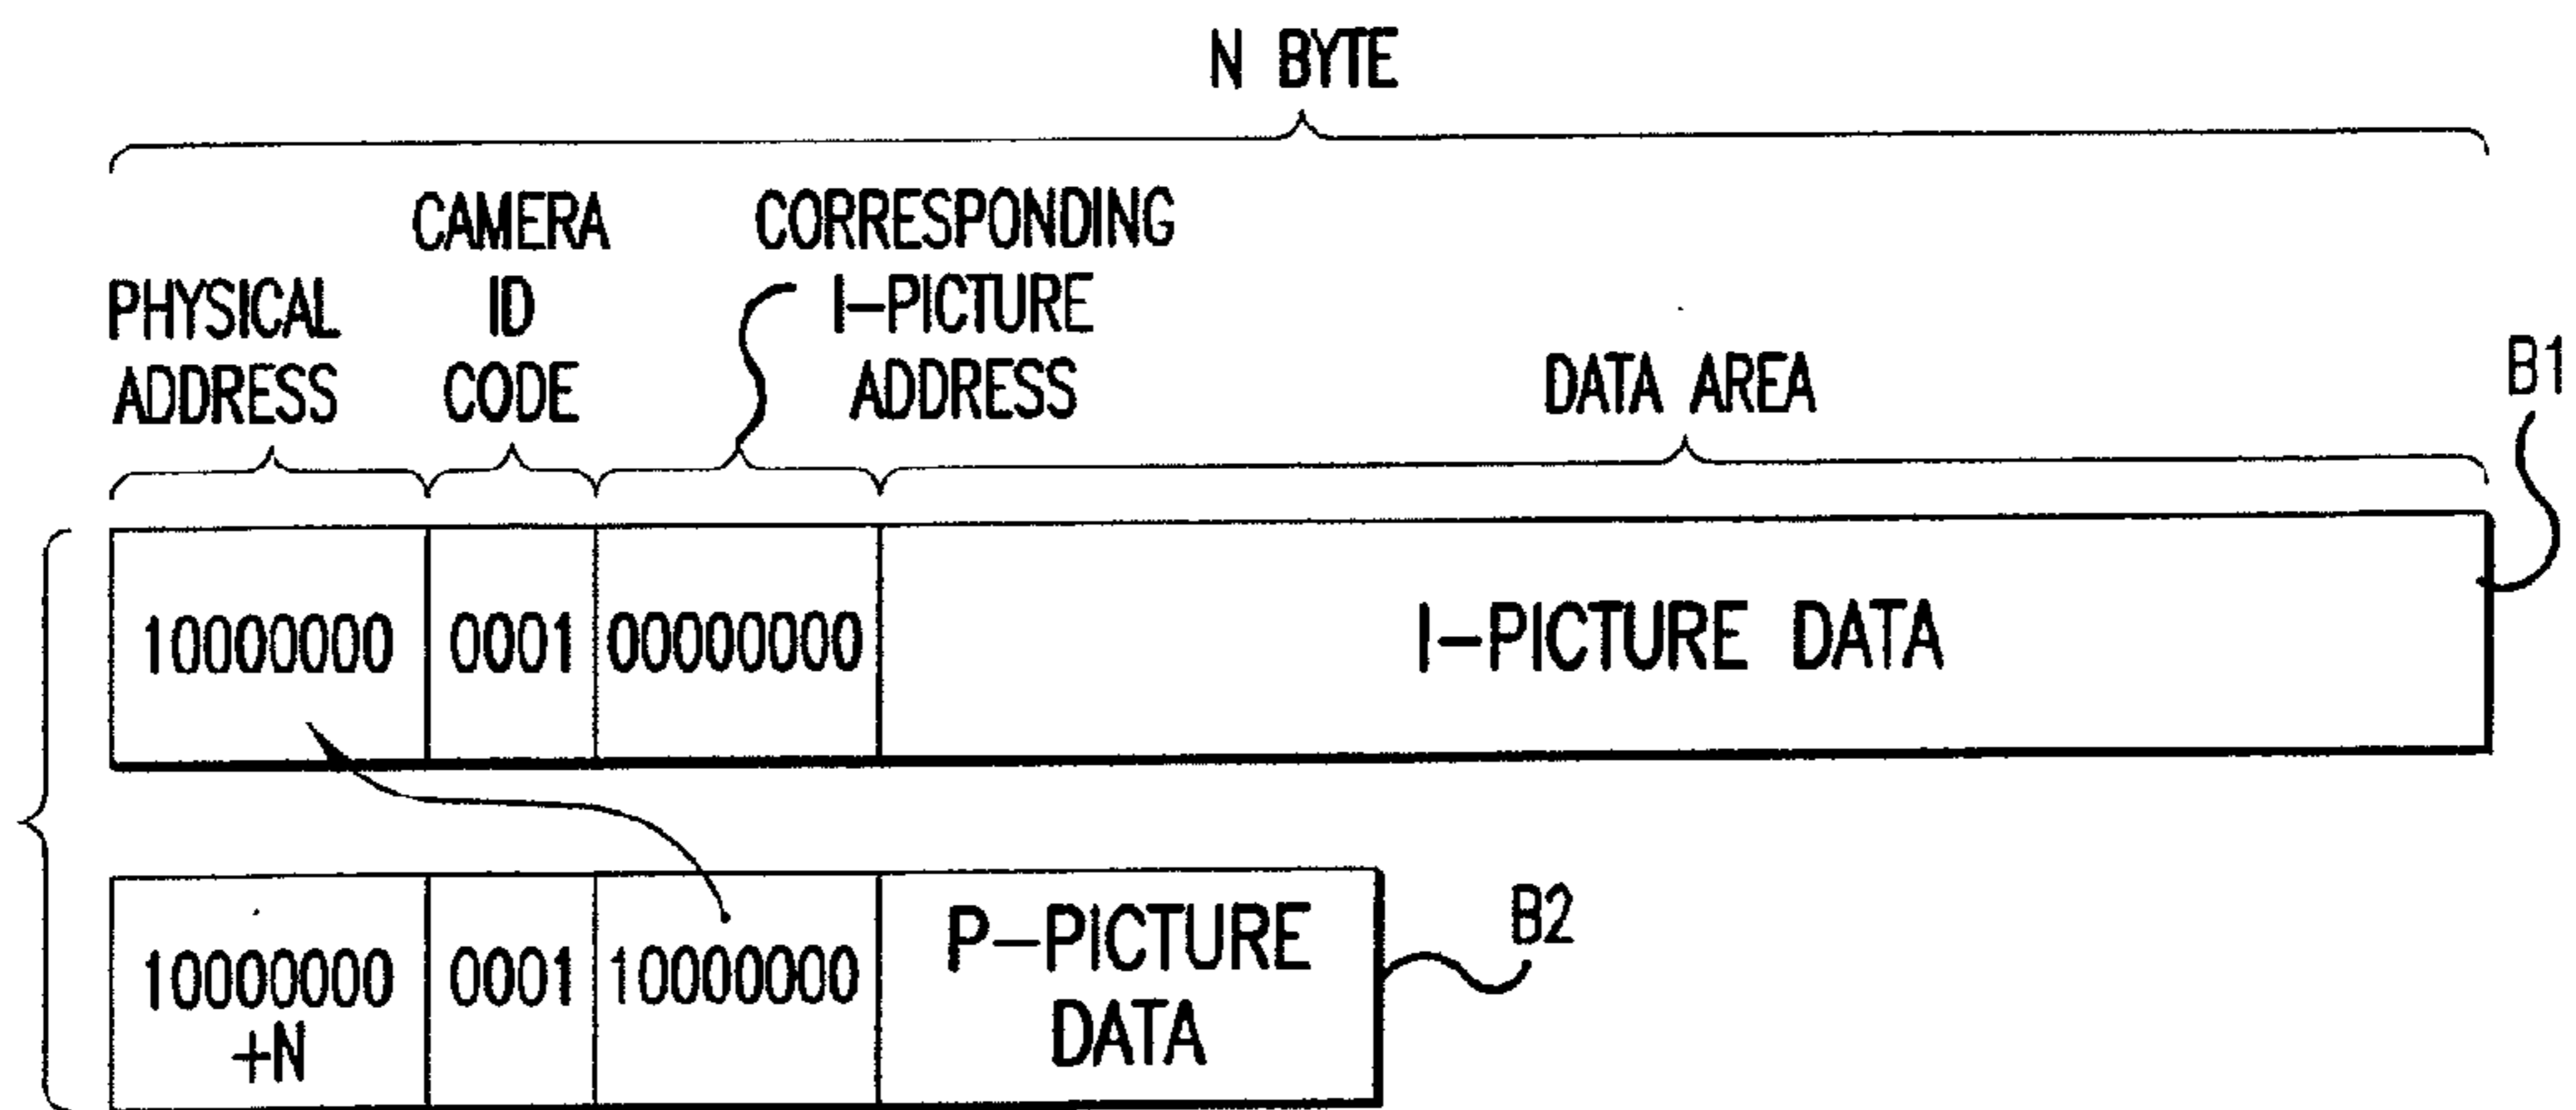 N BYTE
PHYSICAL
ADDRESS
CAMERA
ID
CODE
CORRESPONDING
I-PICTURE
ADDRESS
DATA AREA
B1
10000000 0001 00000000 I-PICTURE DATA
10000000
+N
0001 10000000
P-PICTURE
DATA
B2